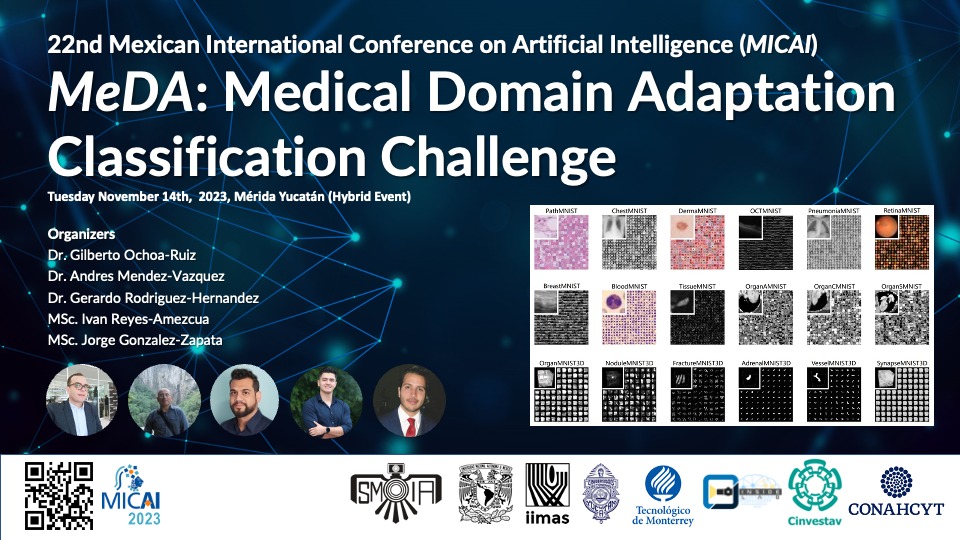 22nd Mexican International Conference on Artificial Intelligence (MICAI)
MeDA: Medical Domain Adaptation
Classification Challenge
Tuesday November 14th,  2023, Mérida Yucatán (Hybrid Event)
Organizers
Dr. Gilberto Ochoa-Ruiz
Dr. Andres Mendez-Vazquez
Dr. Gerardo Rodriguez-Hernandez
MSc. Ivan Reyes-Amezcua
MSc. Jorge Gonzalez-Zapata
PathMNIST ChestMNIST DermaMNIST OCTMNIST PneumoniaMNIST RetinaMNIST
BreastMNIST BloodMNIST TissueMNIST OrganAMNIST OrganCMNIST OrganSMNIST
OrganMNIST3D NoduleMNIST3D FractureMNIST3D AdrenalMNIST3D VesselMNIST3D SynapseMNIST3D
MICAI
2023
SMIA
iimas
Tecnológico
de Monterrey
INSIDE
Cinvestav
CONAHCYT